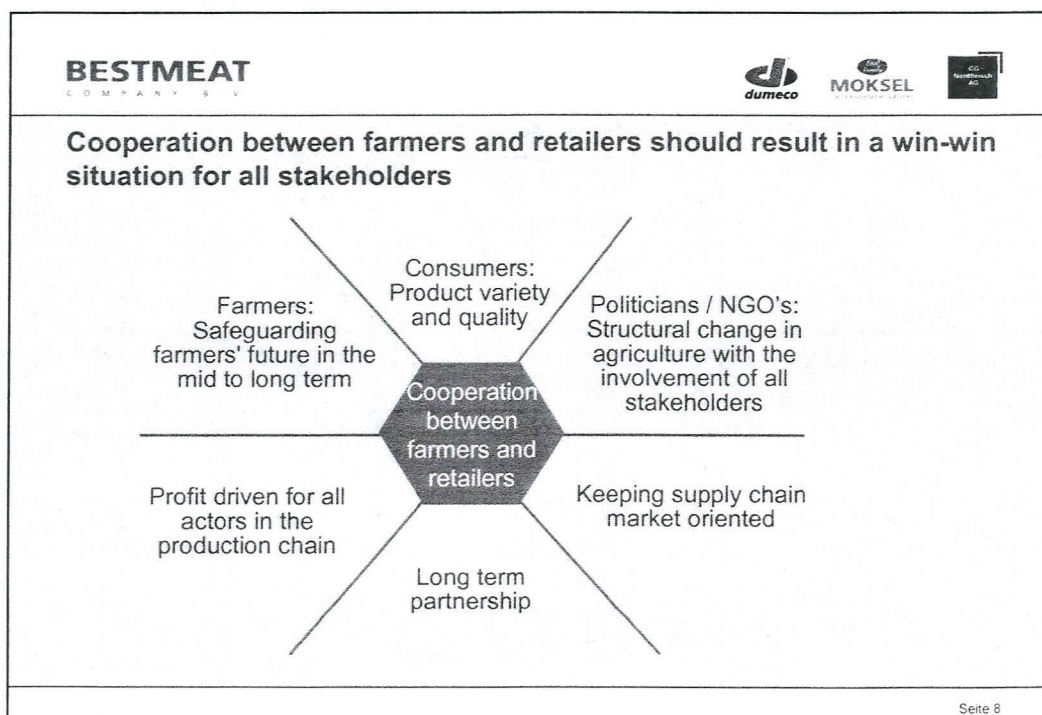 BESTMEAT
COMPANY B.V.
dumeco
MOKSEL
CG
Nordfleisch
AG
Cooperation between farmers and retailers should result in a win-win
situation for all stakeholders
Consumers:
Product variety
and quality
Farmers:
Safeguarding
farmers' future in the
mid to long term
Politicians / NGO's:
Structural change in
agriculture with the
involvement of all
stakeholders
Cooperation
between
farmers and
retailers
Profit driven for all
actors in the
production chain
Keeping supply chain
market oriented
Long term
partnership
Seite 8